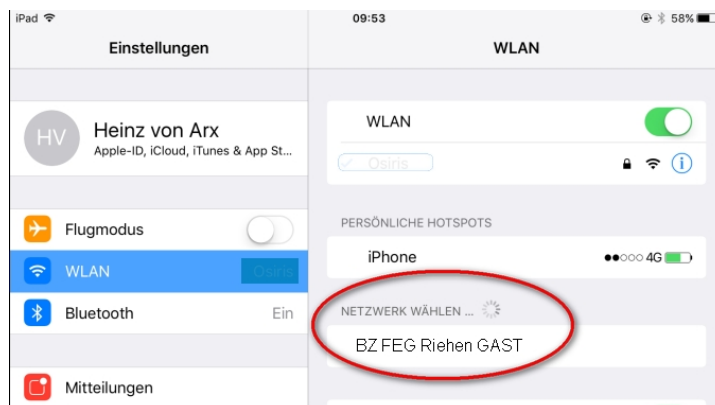 iPad 09:53 58%
Einstellungen
WLAN
HV
Heinz von Arx
Apple-ID, iCloud, iTunes & App St...
Flugmodus
WLAN Osiris
Bluetooth Ein
Mitteilungen
WLAN
Osiris
PERSÖNLICHE HOTSPOTS
iPhone 4G
NETZWERK WÄHLEN ...
BZ FEG Riehen GAST